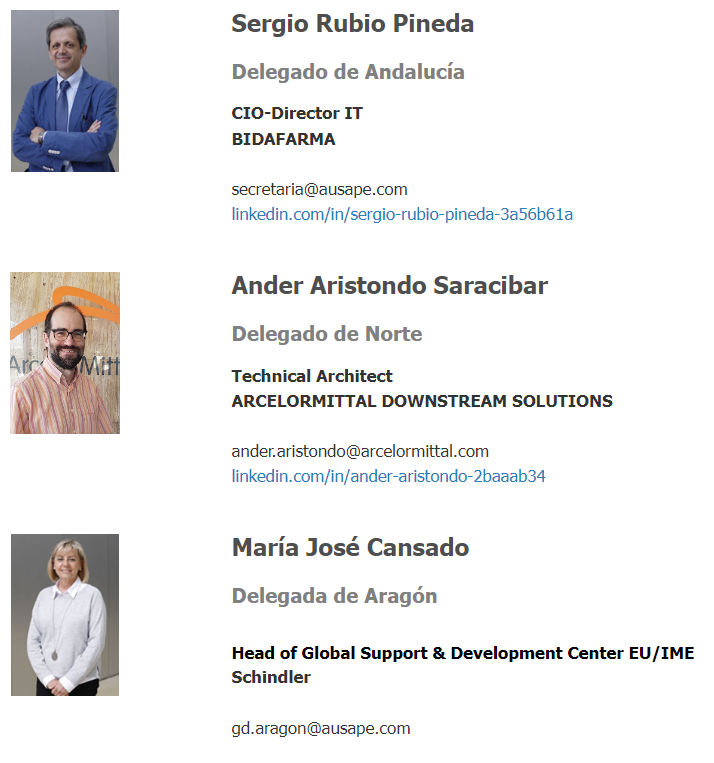 Sergio Rubio Pineda
Delegado de Andalucía
CIO-Director IT
BIDAFARMA
secretaria@ausape.com
linkedin.com/in/sergio-rubio-pineda-3a56b61a
Ander Aristondo Saracibar
Delegado de Norte
Technical Architect
ARCELORMITTAL DOWNSTREAM SOLUTIONS
ander.aristondo@arcelormittal.com
linkedin.com/in/ander-aristondo-2baaab34
María José Cansado
Delegada de Aragón
Head of Global Support & Development Center EU/IME
Schindler
gd.aragon@ausape.com